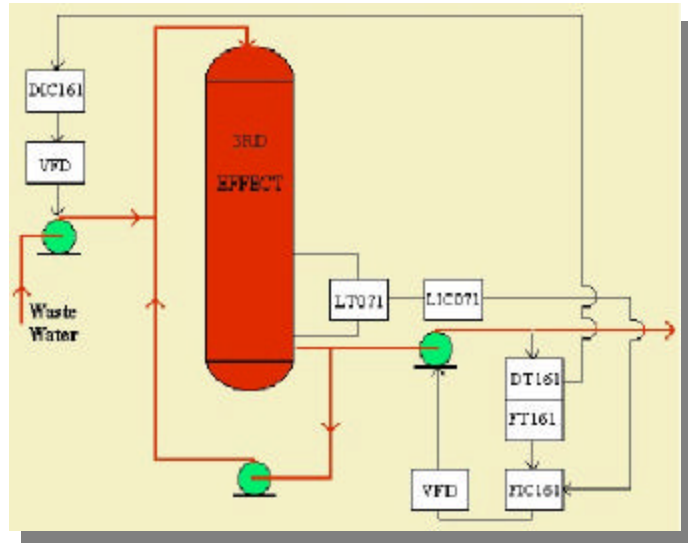 DIC161
VFD
3RD
EFFECT
Waste
Water
LT071
LIC071
DT161
FT161
VFD
FIC161